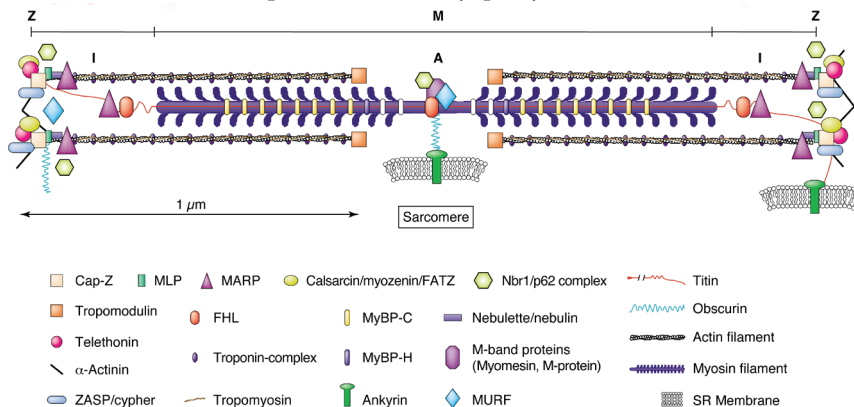 Z M Z
I A I
1 µm
Sarcomere
Cap-Z MLP MARP Calsarcin/myozenin/FATZ Nbr1/p62 complex Titin
Tropomodulin FHL MyBP-C Nebulette/nebulin Obscurin
Telethonin Troponin-complex MyBP-H M-band proteins Actin filament
(Myomesin, M-protein)
α-Actinin Myosin filament
ZASP/cypher Tropomyosin Ankyrin MURF SR Membrane